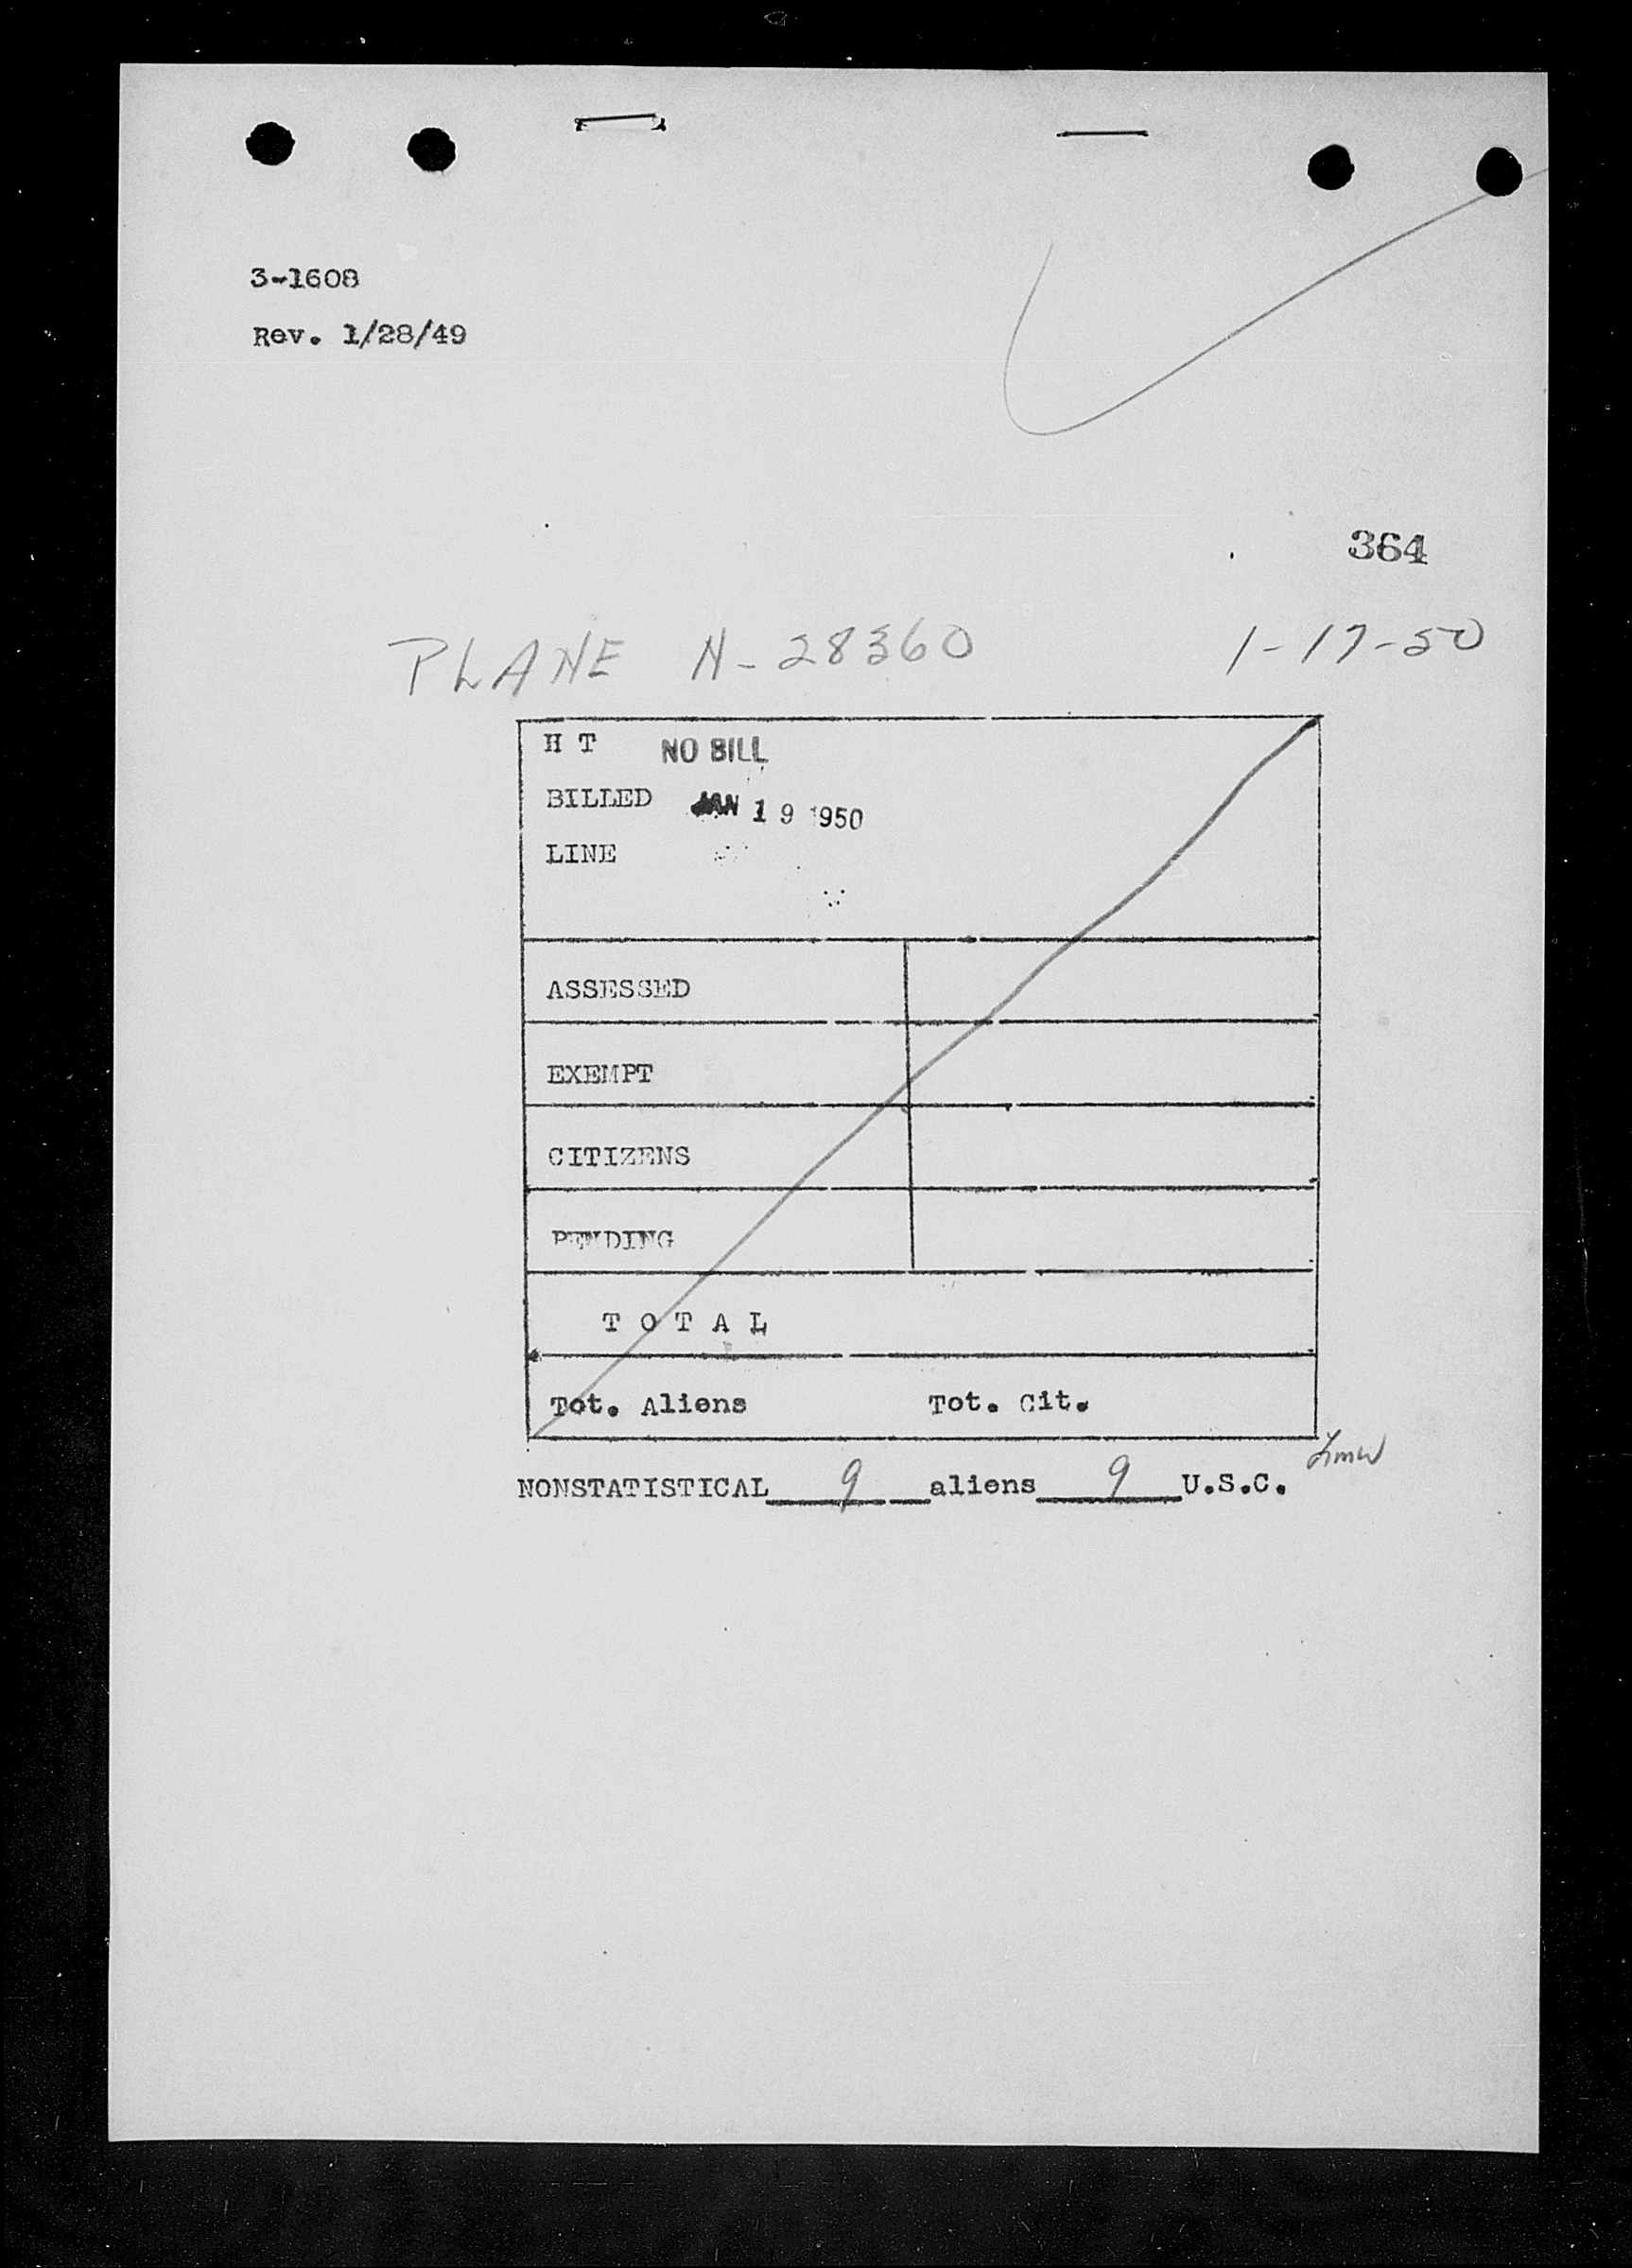 3-1608
Rev. 1/28/49
364
PLANE N-28360 1-17-50
H T NO BILL
BILLED JAN 19 1950
LINE
ASSESSED
EXEMPT
CITIZENS
PENDING
T O T A L
Tot. Aliens Tot. Cit.
NONSTATISTICAL 9 aliens 9 U.S.C.